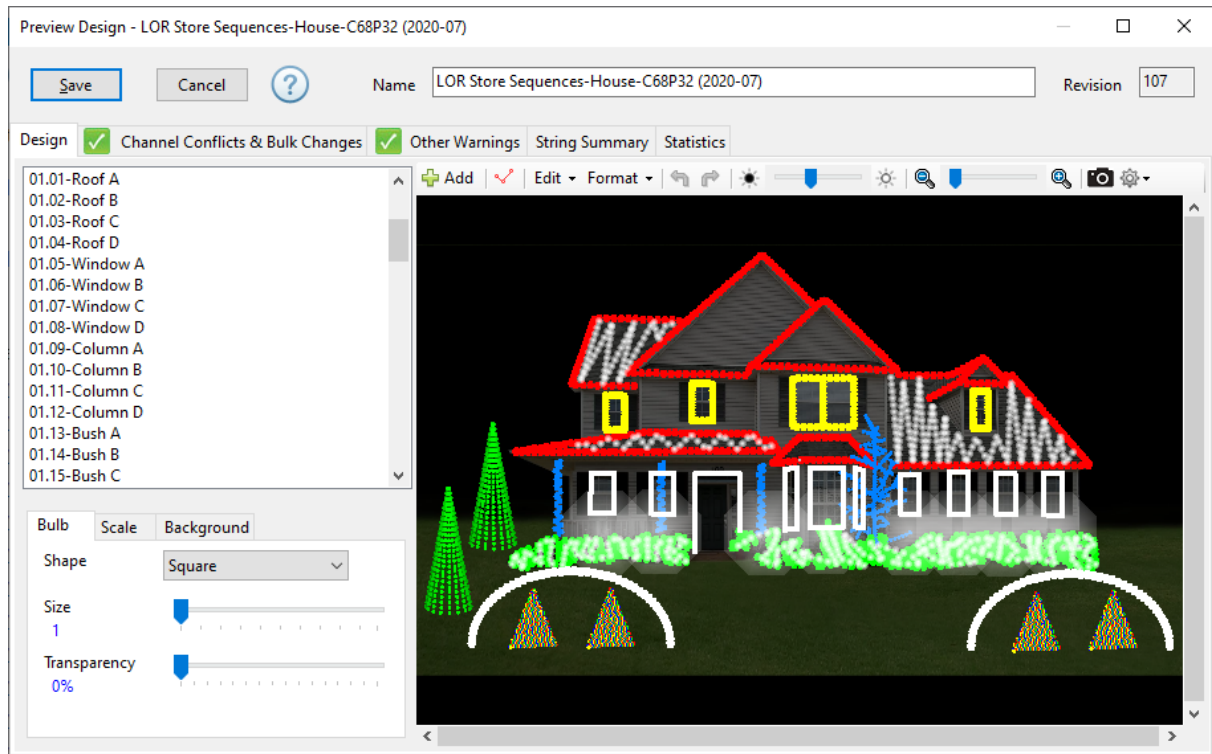 Preview Design - LOR Store Sequences-House-C68P32 (2020-07)
Save Cancel ? Name LOR Store Sequences-House-C68P32 (2020-07) Revision 107
Design Channel Conflicts & Bulk Changes Other Warnings String Summary Statistics
Add Edit Format
01.01-Roof A
01.02-Roof B
01.03-Roof C
01.04-Roof D
01.05-Window A
01.06-Window B
01.07-Window C
01.08-Window D
01.09-Column A
01.10-Column B
01.11-Column C
01.12-Column D
01.13-Bush A
01.14-Bush B
01.15-Bush C
Bulb Scale Background
Shape Square
Size
1
Transparency
0%